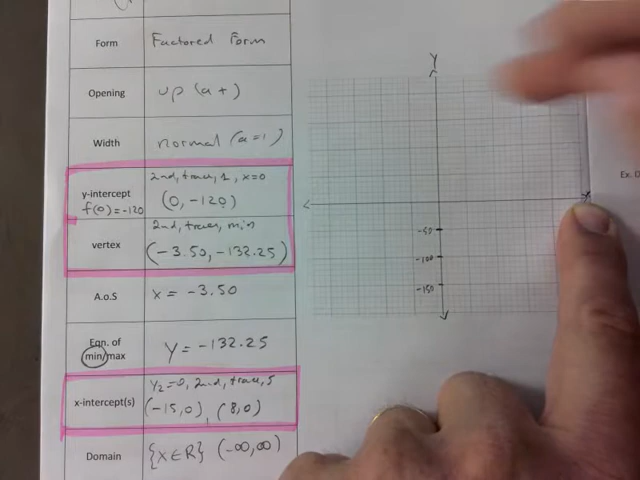 Form
Factored Form
Opening
up (a+)
Width
normal (a=1)
y-intercept
f(0) = -120
2nd, trace, 1, x=0
(0, -120)
vertex
2nd, trace, min
(-3.50, -132.25)
A.o.S
x = -3.50
Eqn. of
min/max
y = -132.25
x-intercept(s)
Y2=0, 2nd, trace, 5
(-15,0), (8,0)
Domain
{x∈R} (-∞,∞)
Y
x
-50
-100
-150
Ex.